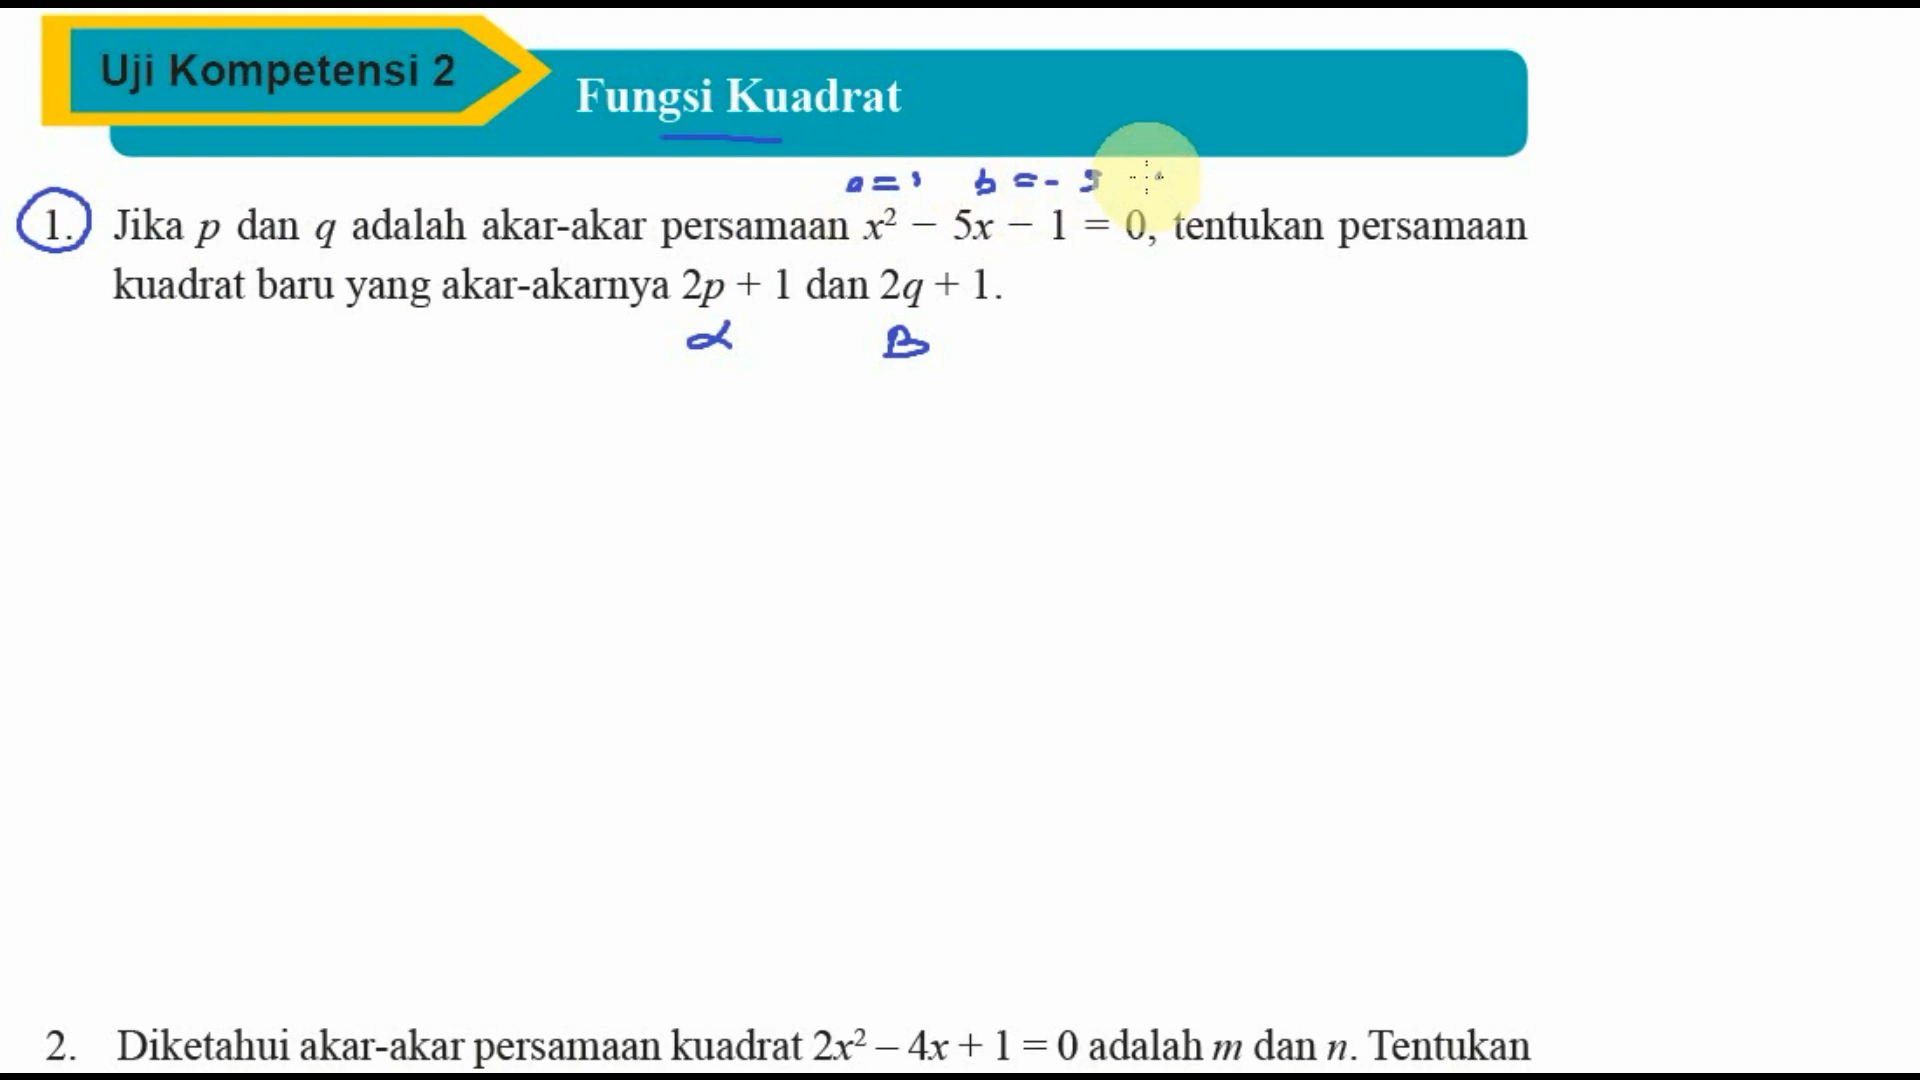 Uji Kompetensi 2
Fungsi Kuadrat
a = 1 b = - 5
1. Jika p dan q adalah akar-akar persamaan x² − 5x − 1 = 0, tentukan persamaan
kuadrat baru yang akar-akarnya 2p + 1 dan 2q + 1.
α β
2. Diketahui akar-akar persamaan kuadrat 2x² – 4x + 1 = 0 adalah m dan n. Tentukan